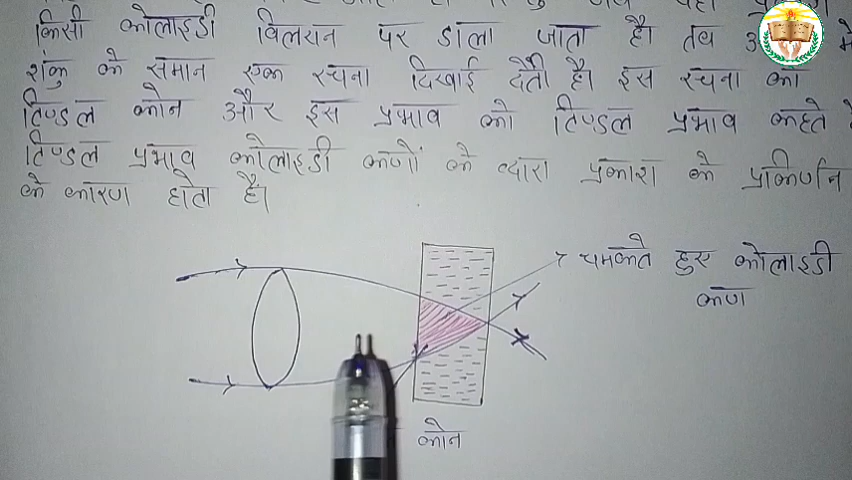 किसी कोलाइडी विलयन पर डाला जाता है। तब
शंकु के समान एक रचना दिखाई देती है। इस रचना का
टिण्डल कोन और इस प्रभाव को टिण्डल प्रभाव कहते
टिण्डल प्रभाव कोलाइडी कणों के व्दारा प्रकाश के प्रकिर्णन
के कारण होता है।
चमकते हुए कोलाइडी
कण
कोन